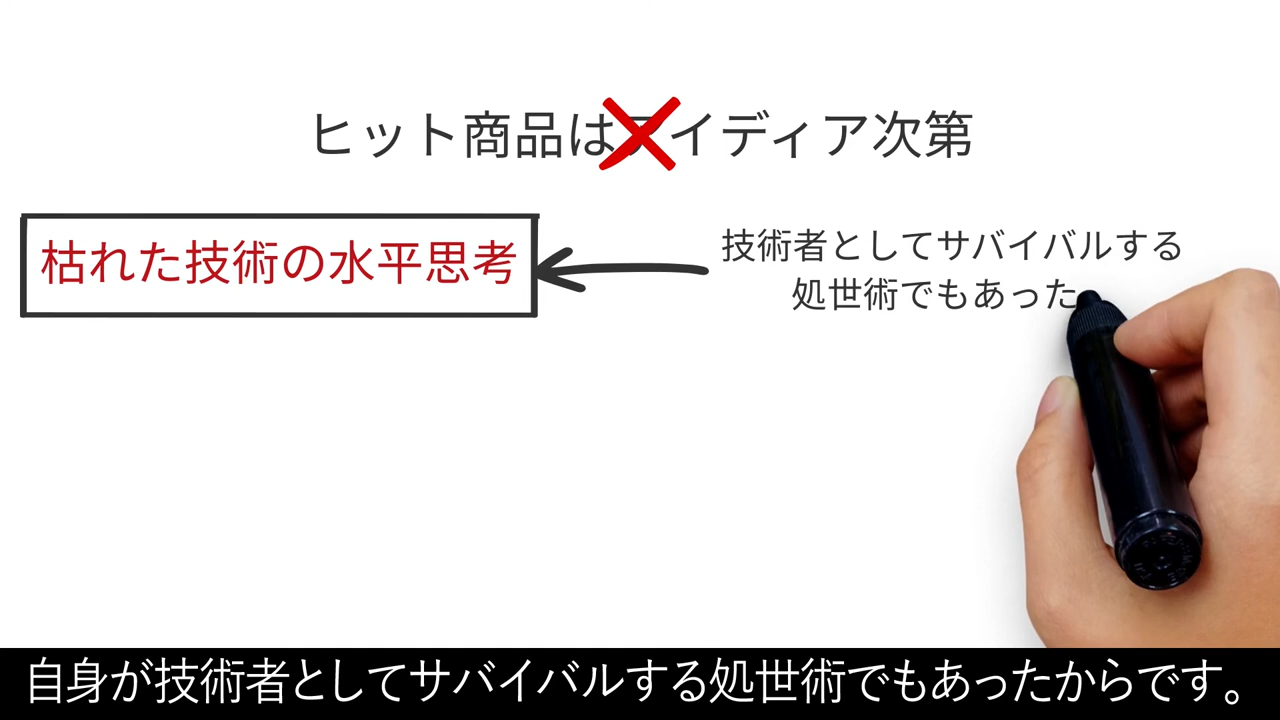 ヒット商品はアイディア次第
枯れた技術の水平思考
技術者としてサバイバルする
処世術でもあった
自身が技術者としてサバイバルする処世術でもあったからです。